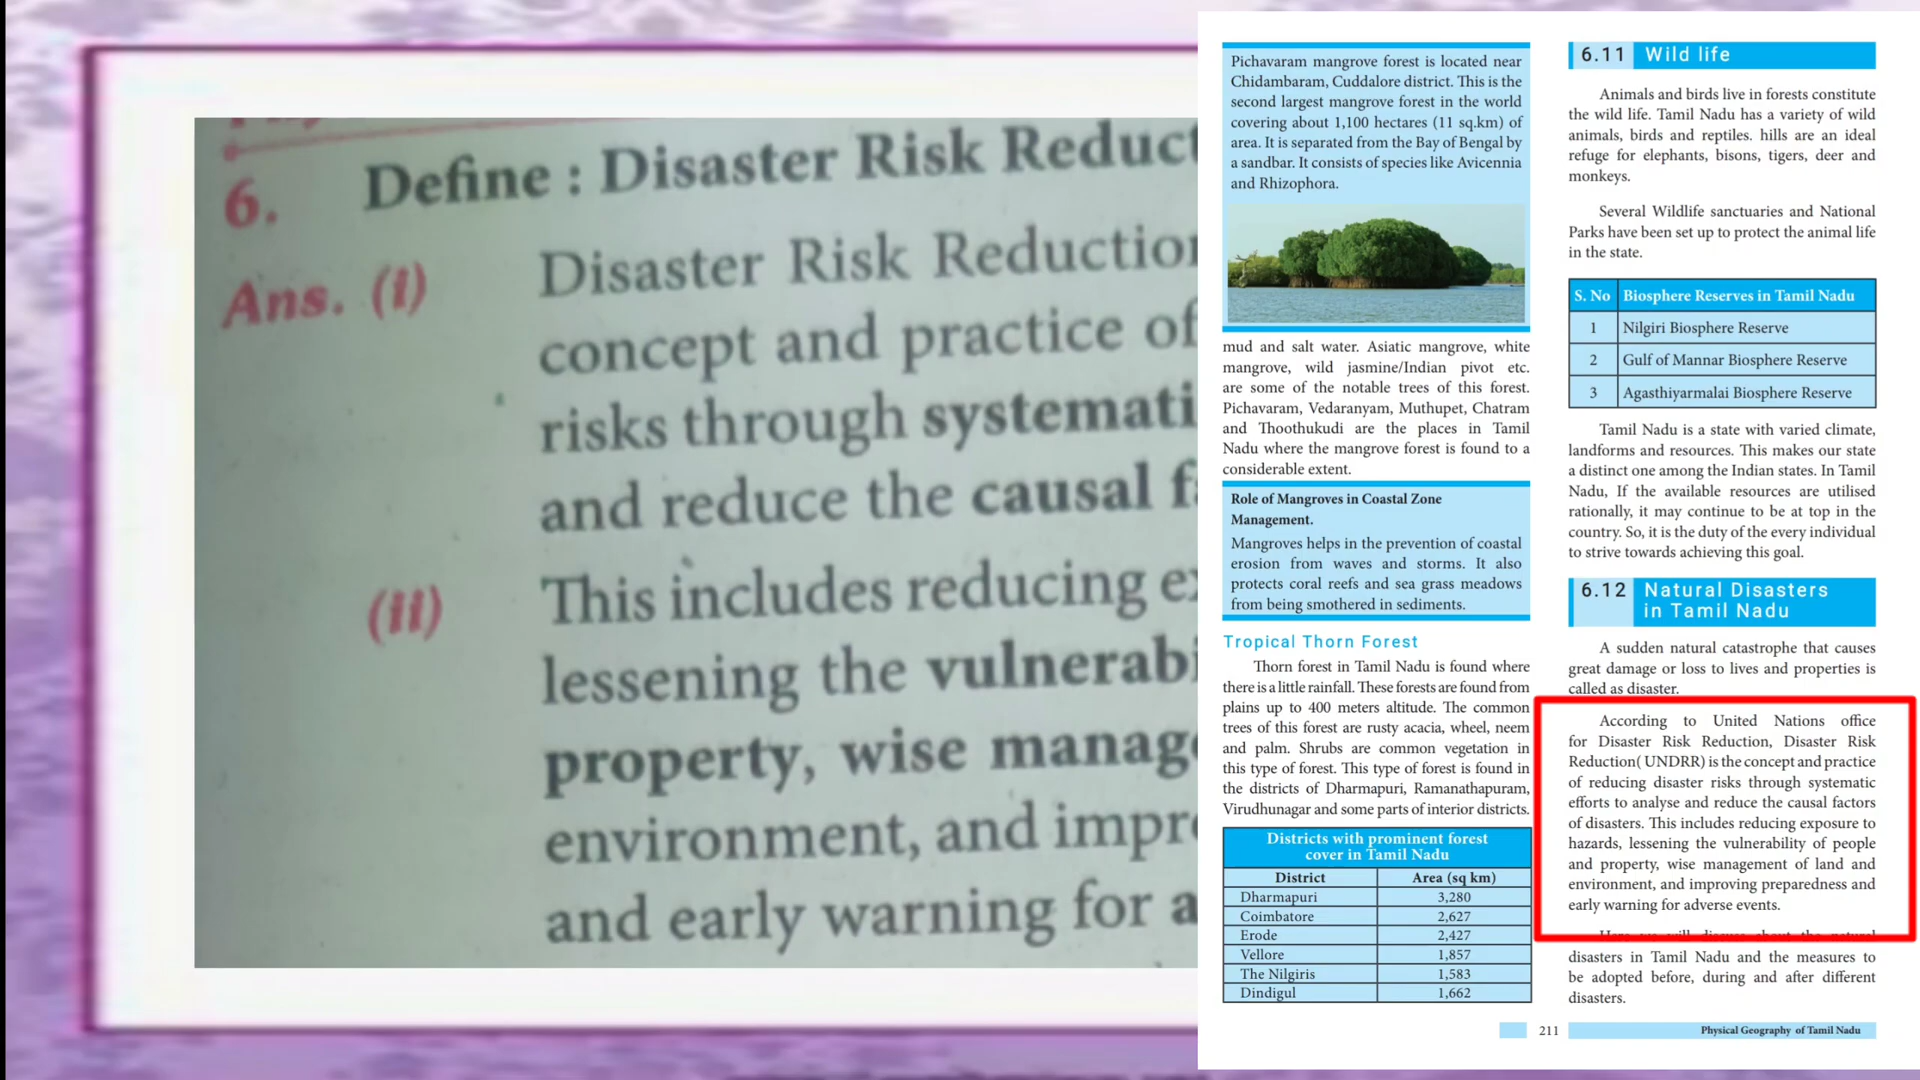 6. Define : Disaster Risk Reduct
Ans. (i) Disaster Risk Reduction
concept and practice of
risks through systemati
and reduce the causal f
(ii) This includes reducing ex
lessening the vulnerabi
property, wise manage
environment, and impro
and early warning for a
Pichavaram mangrove forest is located near
Chidambaram, Cuddalore district. This is the
second largest mangrove forest in the world
covering about 1,100 hectares (11 sq.km) of
area. It is separated from the Bay of Bengal by
a sandbar. It consists of species like Avicennia
and Rhizophora.
mud and salt water. Asiatic mangrove, white
mangrove, wild jasmine/Indian pivot etc.
are some of the notable trees of this forest.
Pichavaram, Vedaranyam, Muthupet, Chatram
and Thoothukudi are the places in Tamil
Nadu where the mangrove forest is found to a
considerable extent.
Role of Mangroves in Coastal Zone
Management.
Mangroves helps in the prevention of coastal
erosion from waves and storms. It also
protects coral reefs and sea grass meadows
from being smothered in sediments.
Tropical Thorn Forest
Thorn forest in Tamil Nadu is found where
there is a little rainfall. These forests are found from
plains up to 400 meters altitude. The common
trees of this forest are rusty acacia, wheel, neem
and palm. Shrubs are common vegetation in
this type of forest. This type of forest is found in
the districts of Dharmapuri, Ramanathapuram,
Virudhunagar and some parts of interior districts.
Districts with prominent forest
cover in Tamil Nadu
District Area (sq km)
Dharmapuri 3,280
Coimbatore 2,627
Erode 2,427
Vellore 1,857
The Nilgiris 1,583
Dindigul 1,662
6.11 Wild life
Animals and birds live in forests constitute
the wild life. Tamil Nadu has a variety of wild
animals, birds and reptiles. hills are an ideal
refuge for elephants, bisons, tigers, deer and
monkeys.
Several Wildlife sanctuaries and National
Parks have been set up to protect the animal life
in the state.
S. No Biosphere Reserves in Tamil Nadu
1 Nilgiri Biosphere Reserve
2 Gulf of Mannar Biosphere Reserve
3 Agasthiyarmalai Biosphere Reserve
Tamil Nadu is a state with varied climate,
landforms and resources. This makes our state
a distinct one among the Indian states. In Tamil
Nadu, If the available resources are utilised
rationally, it may continue to be at top in the
country. So, it is the duty of the every individual
to strive towards achieving this goal.
6.12 Natural Disasters
in Tamil Nadu
A sudden natural catastrophe that causes
great damage or loss to lives and properties is
called as disaster.
According to United Nations office
for Disaster Risk Reduction, Disaster Risk
Reduction( UNDRR) is the concept and practice
of reducing disaster risks through systematic
efforts to analyse and reduce the causal factors
of disasters. This includes reducing exposure to
hazards, lessening the vulnerability of people
and property, wise management of land and
environment, and improving preparedness and
early warning for adverse events.
Here we will discuss about the natural
disasters in Tamil Nadu and the measures to
be adopted before, during and after different
disasters.
211 Physical Geography of Tamil Nadu